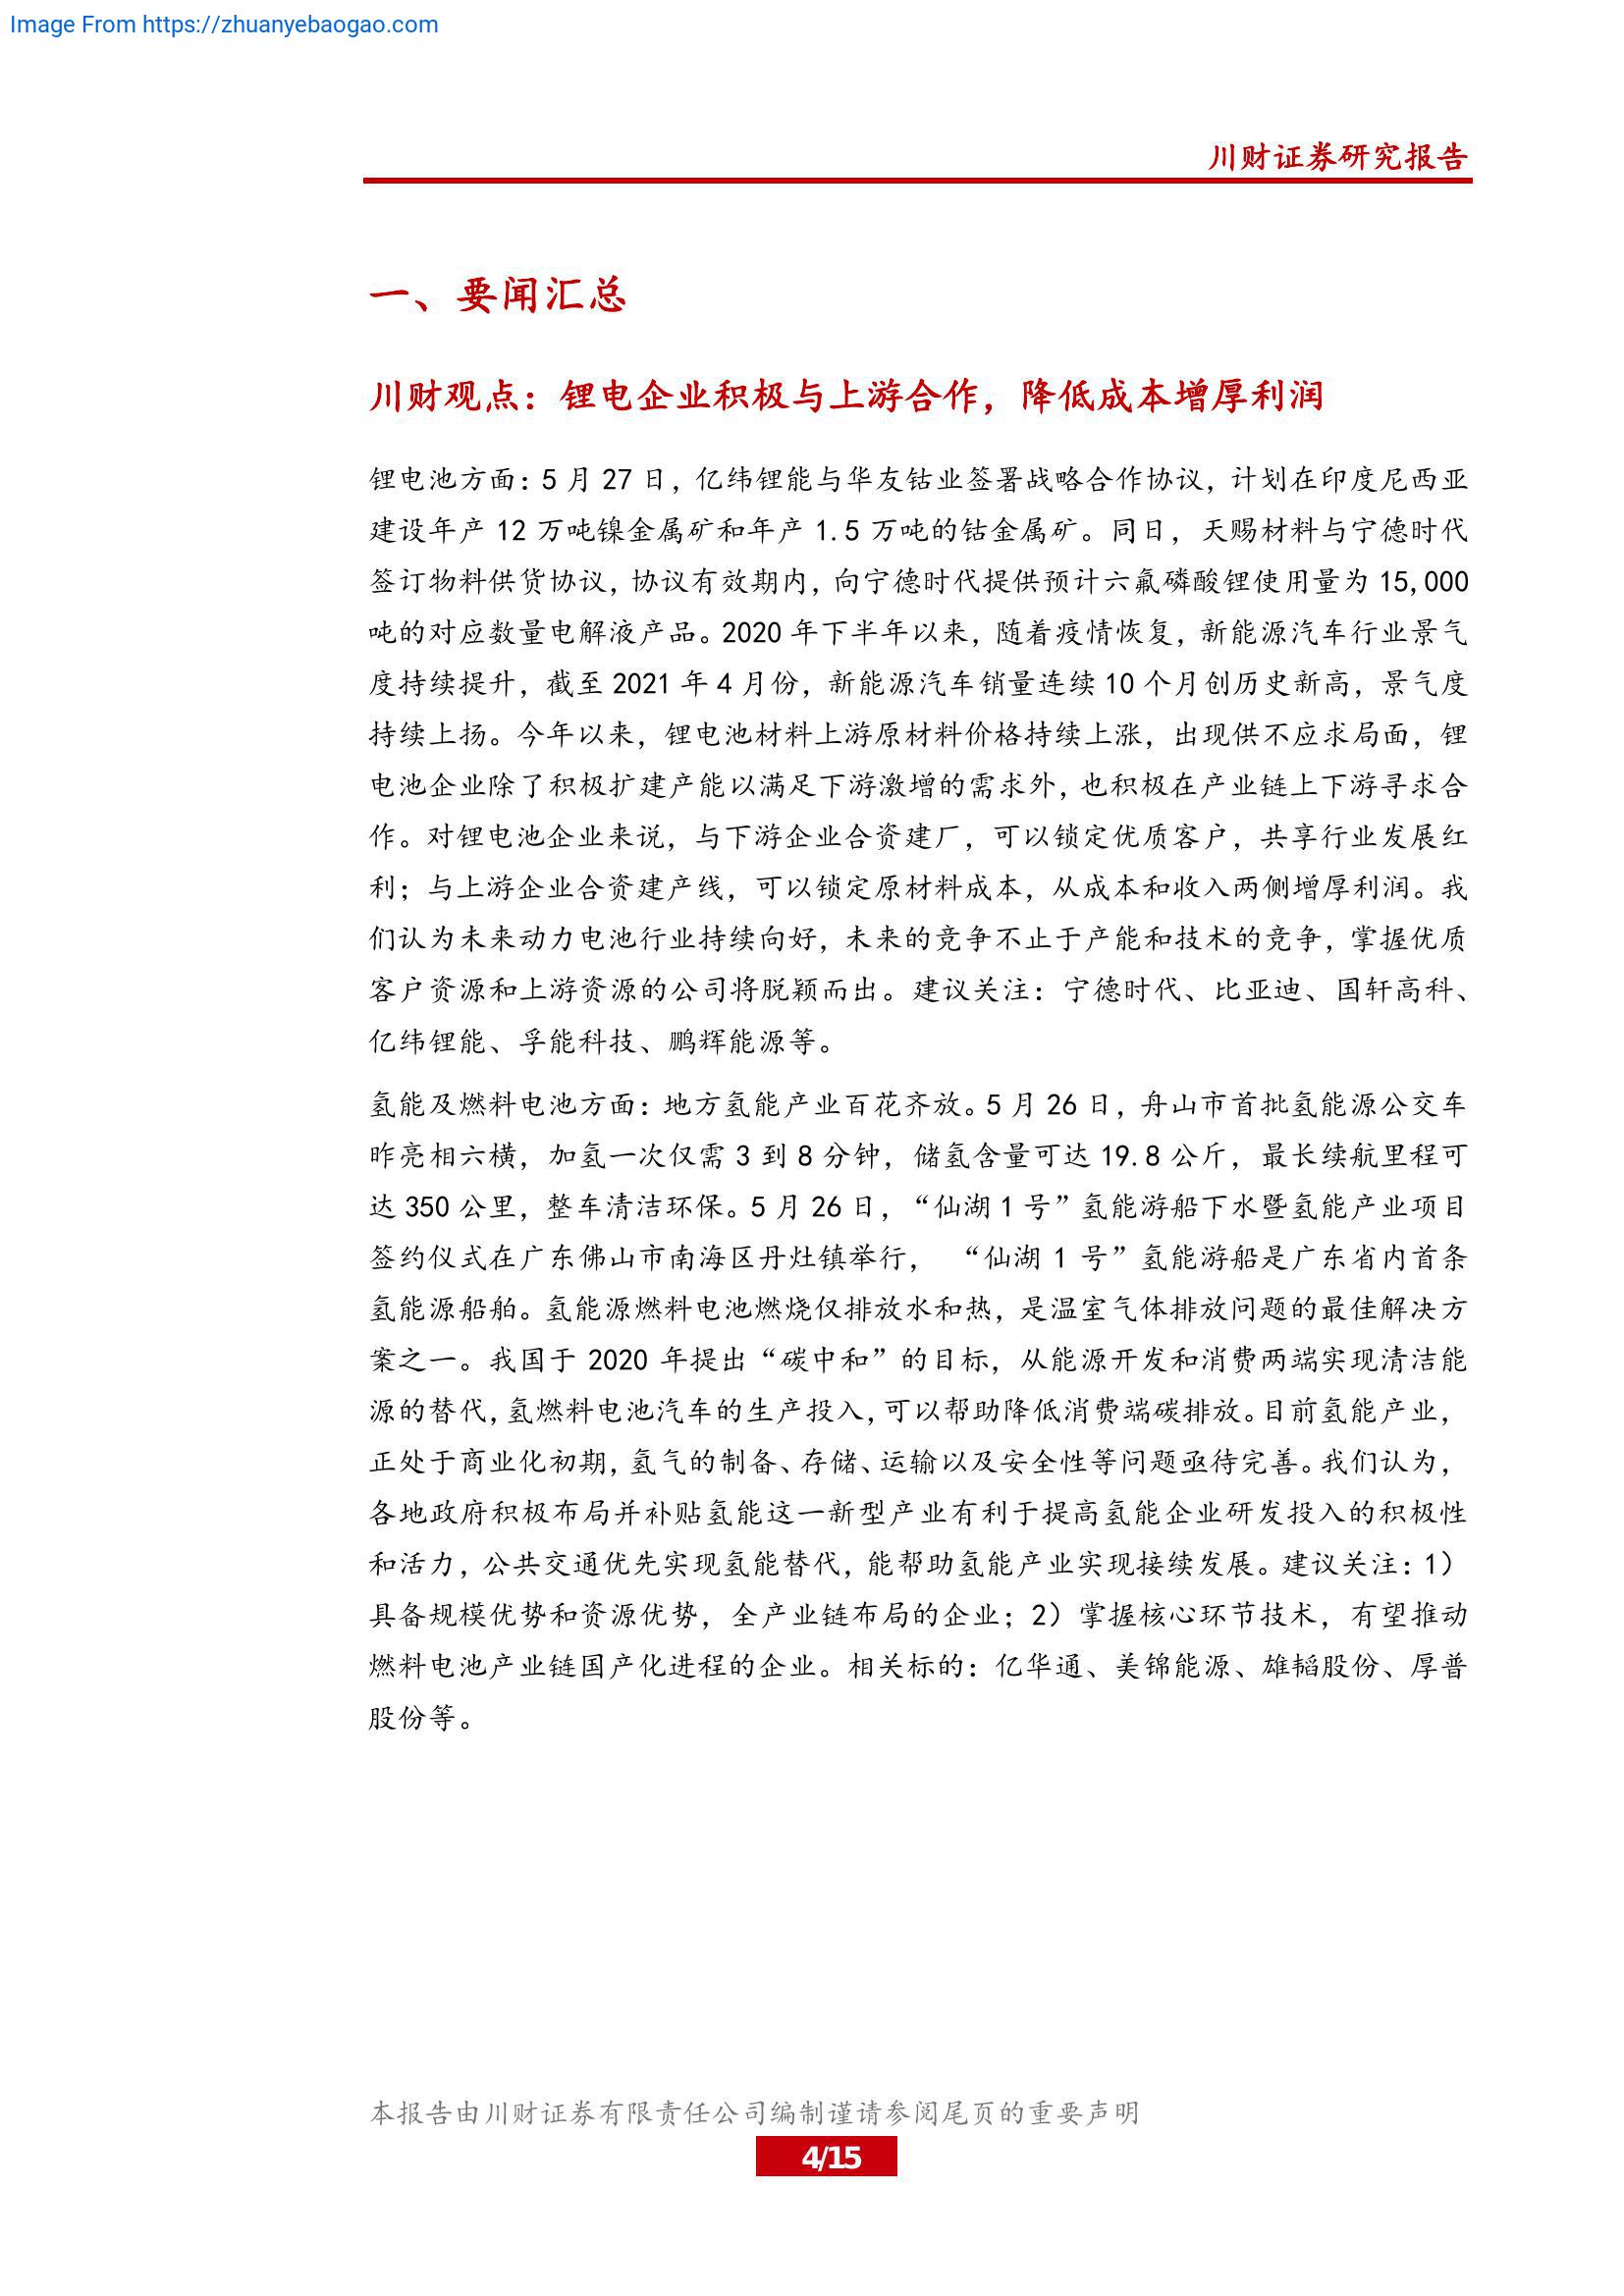 Image From https://zhuanyebaogao.com
川财证券研究报告
一、要闻汇总
川财观点：锂电企业积极与上游合作，降低成本增厚利润
锂电池方面：5 月 27 日，亿纬锂能与华友钴业签署战略合作协议，计划在印度尼西亚
建设年产 12 万吨镍金属矿和年产 1.5 万吨的钴金属矿。同日，天赐材料与宁德时代
签订物料供货协议，协议有效期内，向宁德时代提供预计六氟磷酸锂使用量为 15,000
吨的对应数量电解液产品。2020 年下半年以来，随着疫情恢复，新能源汽车行业景气
度持续提升，截至 2021 年 4 月份，新能源汽车销量连续 10 个月创历史新高，景气度
持续上扬。今年以来，锂电池材料上游原材料价格持续上涨，出现供不应求局面，锂
电池企业除了积极扩建产能以满足下游激增的需求外，也积极在产业链上下游寻求合
作。对锂电池企业来说，与下游企业合资建厂，可以锁定优质客户，共享行业发展红
利；与上游企业合资建产线，可以锁定原材料成本，从成本和收入两侧增厚利润。我
们认为未来动力电池行业持续向好，未来的竞争不止于产能和技术的竞争，掌握优质
客户资源和上游资源的公司将脱颖而出。建议关注：宁德时代、比亚迪、国轩高科、
亿纬锂能、孚能科技、鹏辉能源等。
氢能及燃料电池方面：地方氢能产业百花齐放。5 月 26 日，舟山市首批氢能源公交车
昨亮相六横，加氢一次仅需 3 到 8 分钟，储氢含量可达 19.8 公斤，最长续航里程可
达 350 公里，整车清洁环保。5 月 26 日，“仙湖 1 号”氢能游船下水暨氢能产业项目
签约仪式在广东佛山市南海区丹灶镇举行， “仙湖 1 号”氢能游船是广东省内首条
氢能源船舶。氢能源燃料电池燃烧仅排放水和热，是温室气体排放问题的最佳解决方
案之一。我国于 2020 年提出“碳中和”的目标，从能源开发和消费两端实现清洁能
源的替代，氢燃料电池汽车的生产投入，可以帮助降低消费端碳排放。目前氢能产业，
正处于商业化初期，氢气的制备、存储、运输以及安全性等问题亟待完善。我们认为，
各地政府积极布局并补贴氢能这一新型产业有利于提高氢能企业研发投入的积极性
和活力，公共交通优先实现氢能替代，能帮助氢能产业实现接续发展。建议关注：1）
具备规模优势和资源优势，全产业链布局的企业；2）掌握核心环节技术，有望推动
燃料电池产业链国产化进程的企业。相关标的：亿华通、美锦能源、雄韬股份、厚普
股份等。
本报告由川财证券有限责任公司编制谨请参阅尾页的重要声明
4/15